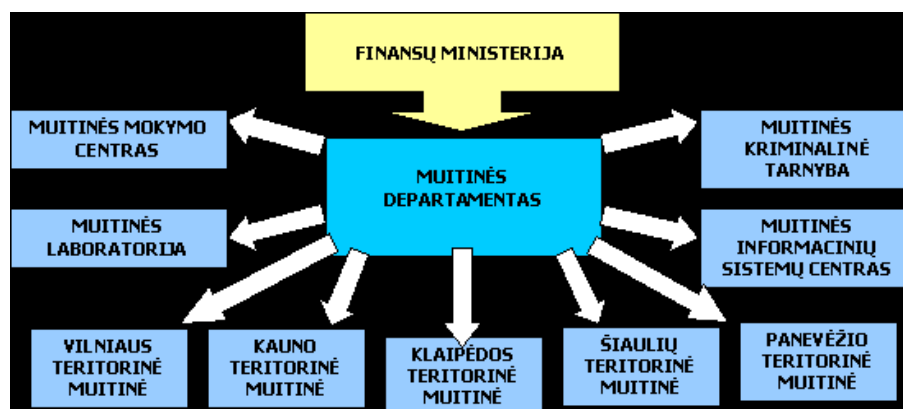 FINANSŲ MINISTERIJA
MUITINĖS MOKYMO
CENTRAS
MUITINĖS
KRIMINALINĖ
TARNYBA
MUITINĖS
DEPARTAMENTAS
MUITINĖS
LABORATORIJA
MUITINĖS
INFORMACINIŲ
SISTEMŲ CENTRAS
VILNIAUS
TERITORINĖ
MUITINĖ
KAUNO
TERITORINĖ
MUITINĖ
KLAIPĖDOS
TERITORINĖ
MUITINĖ
ŠIAULIŲ
TERITORINĖ
MUITINĖ
PANEVĖŽIO
TERITORINĖ
MUITINĖ